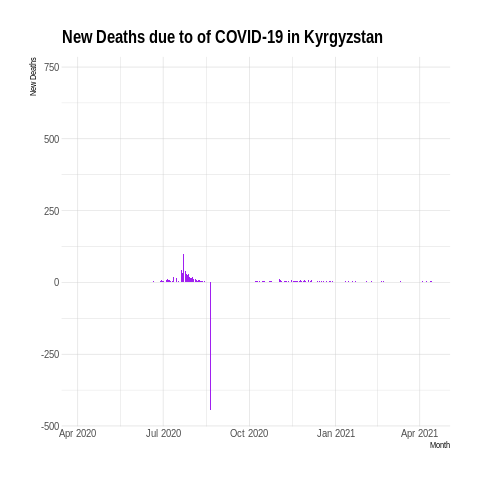 New Deaths due to of COVID-19 in Kyrgyzstan
New Deaths
750
500
250
0
-250
-500
Apr 2020 Jul 2020 Oct 2020 Jan 2021 Apr 2021
Month